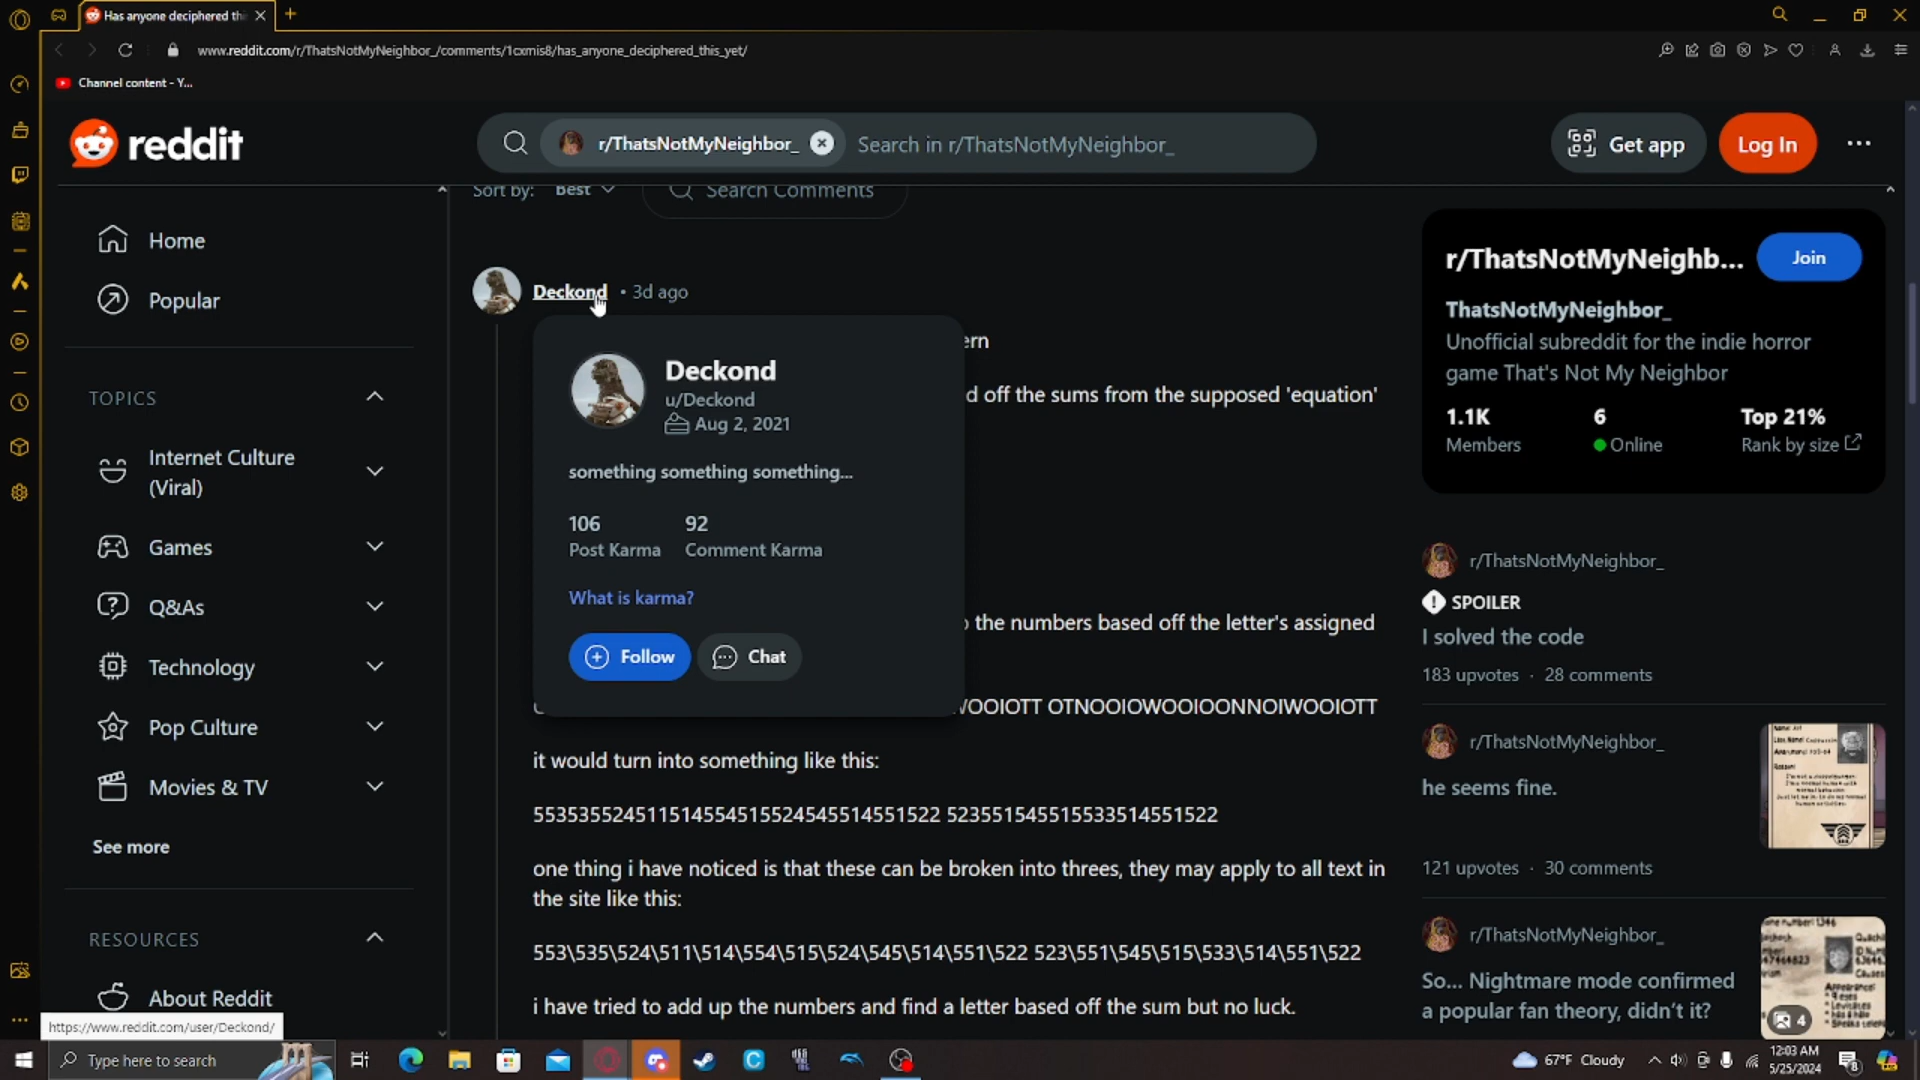 Has anyone deciphered thi
www.reddit.com/r/ThatsNotMyNeighbor_/comments/1cxmis8/has_anyone_deciphered_this_yet/
Channel content - Y...
reddit
r/ThatsNotMyNeighbor_
Search in r/ThatsNotMyNeighbor_
Get app
Log In
Sort by:
Best
Search Comments
Home
Popular
TOPICS
Internet Culture
(Viral)
Games
Q&As
Technology
Pop Culture
Movies & TV
See more
RESOURCES
About Reddit
https://www.reddit.com/user/Deckond/
Deckond
• 3d ago
ern
d off the sums from the supposed 'equation'
Deckond
u/Deckond
Aug 2, 2021
something something something...
106
92
Post Karma
Comment Karma
What is karma?
Follow
Chat
the numbers based off the letter's assigned
WOOIOTT OTNOOIOWOOIOONNOIWOOIOTT
it would turn into something like this:
553535524511514554515524545514551522 523551545515533514551522
one thing i have noticed is that these can be broken into threes, they may apply to all text in
the site like this:
553\535\524\511\514\554\515\524\545\514\551\522 523\551\545\515\533\514\551\522
i have tried to add up the numbers and find a letter based off the sum but no luck.
r/ThatsNotMyNeighb...
Join
ThatsNotMyNeighbor_
Unofficial subreddit for the indie horror
game That's Not My Neighbor
1.1K
6
Top 21%
Members
Online
Rank by size
r/ThatsNotMyNeighbor_
SPOILER
I solved the code
183 upvotes · 28 comments
r/ThatsNotMyNeighbor_
he seems fine.
121 upvotes · 30 comments
r/ThatsNotMyNeighbor_
So... Nightmare mode confirmed
a popular fan theory, didn't it?
4
Type here to search
67°F Cloudy
12:03 AM
5/25/2024
8